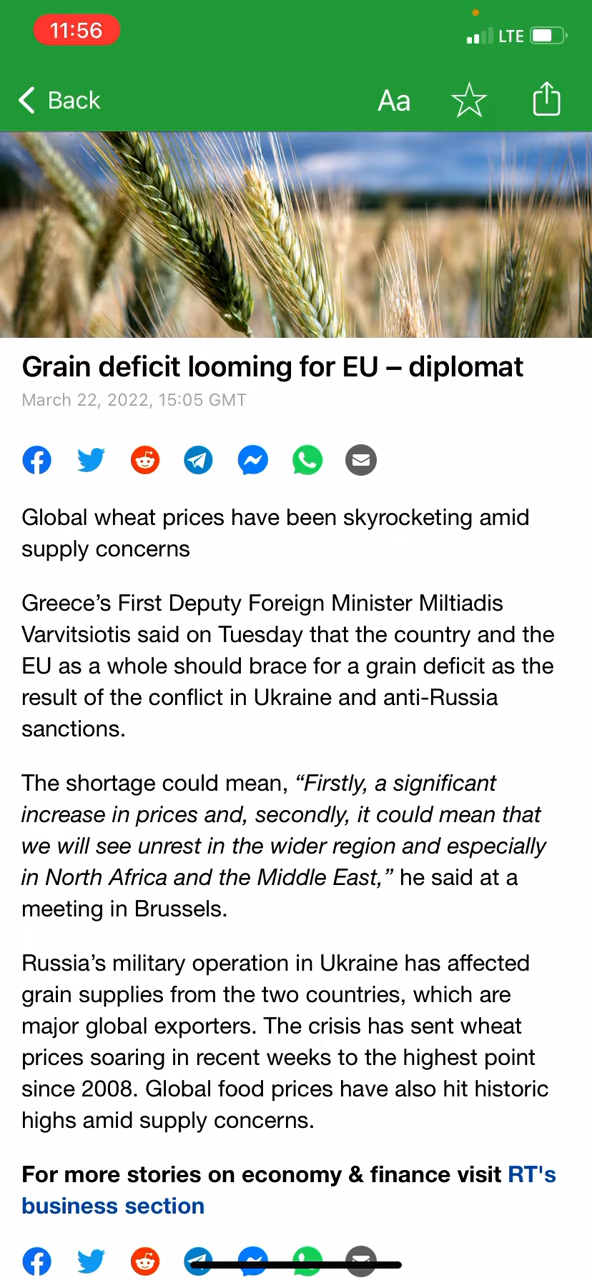 11:56
LTE
Back
Aa
Grain deficit looming for EU – diplomat
March 22, 2022, 15:05 GMT
Global wheat prices have been skyrocketing amid
supply concerns
Greece’s First Deputy Foreign Minister Miltiadis
Varvitsiotis said on Tuesday that the country and the
EU as a whole should brace for a grain deficit as the
result of the conflict in Ukraine and anti-Russia
sanctions.
The shortage could mean, “Firstly, a significant
increase in prices and, secondly, it could mean that
we will see unrest in the wider region and especially
in North Africa and the Middle East,” he said at a
meeting in Brussels.
Russia’s military operation in Ukraine has affected
grain supplies from the two countries, which are
major global exporters. The crisis has sent wheat
prices soaring in recent weeks to the highest point
since 2008. Global food prices have also hit historic
highs amid supply concerns.
For more stories on economy & finance visit RT's
business section